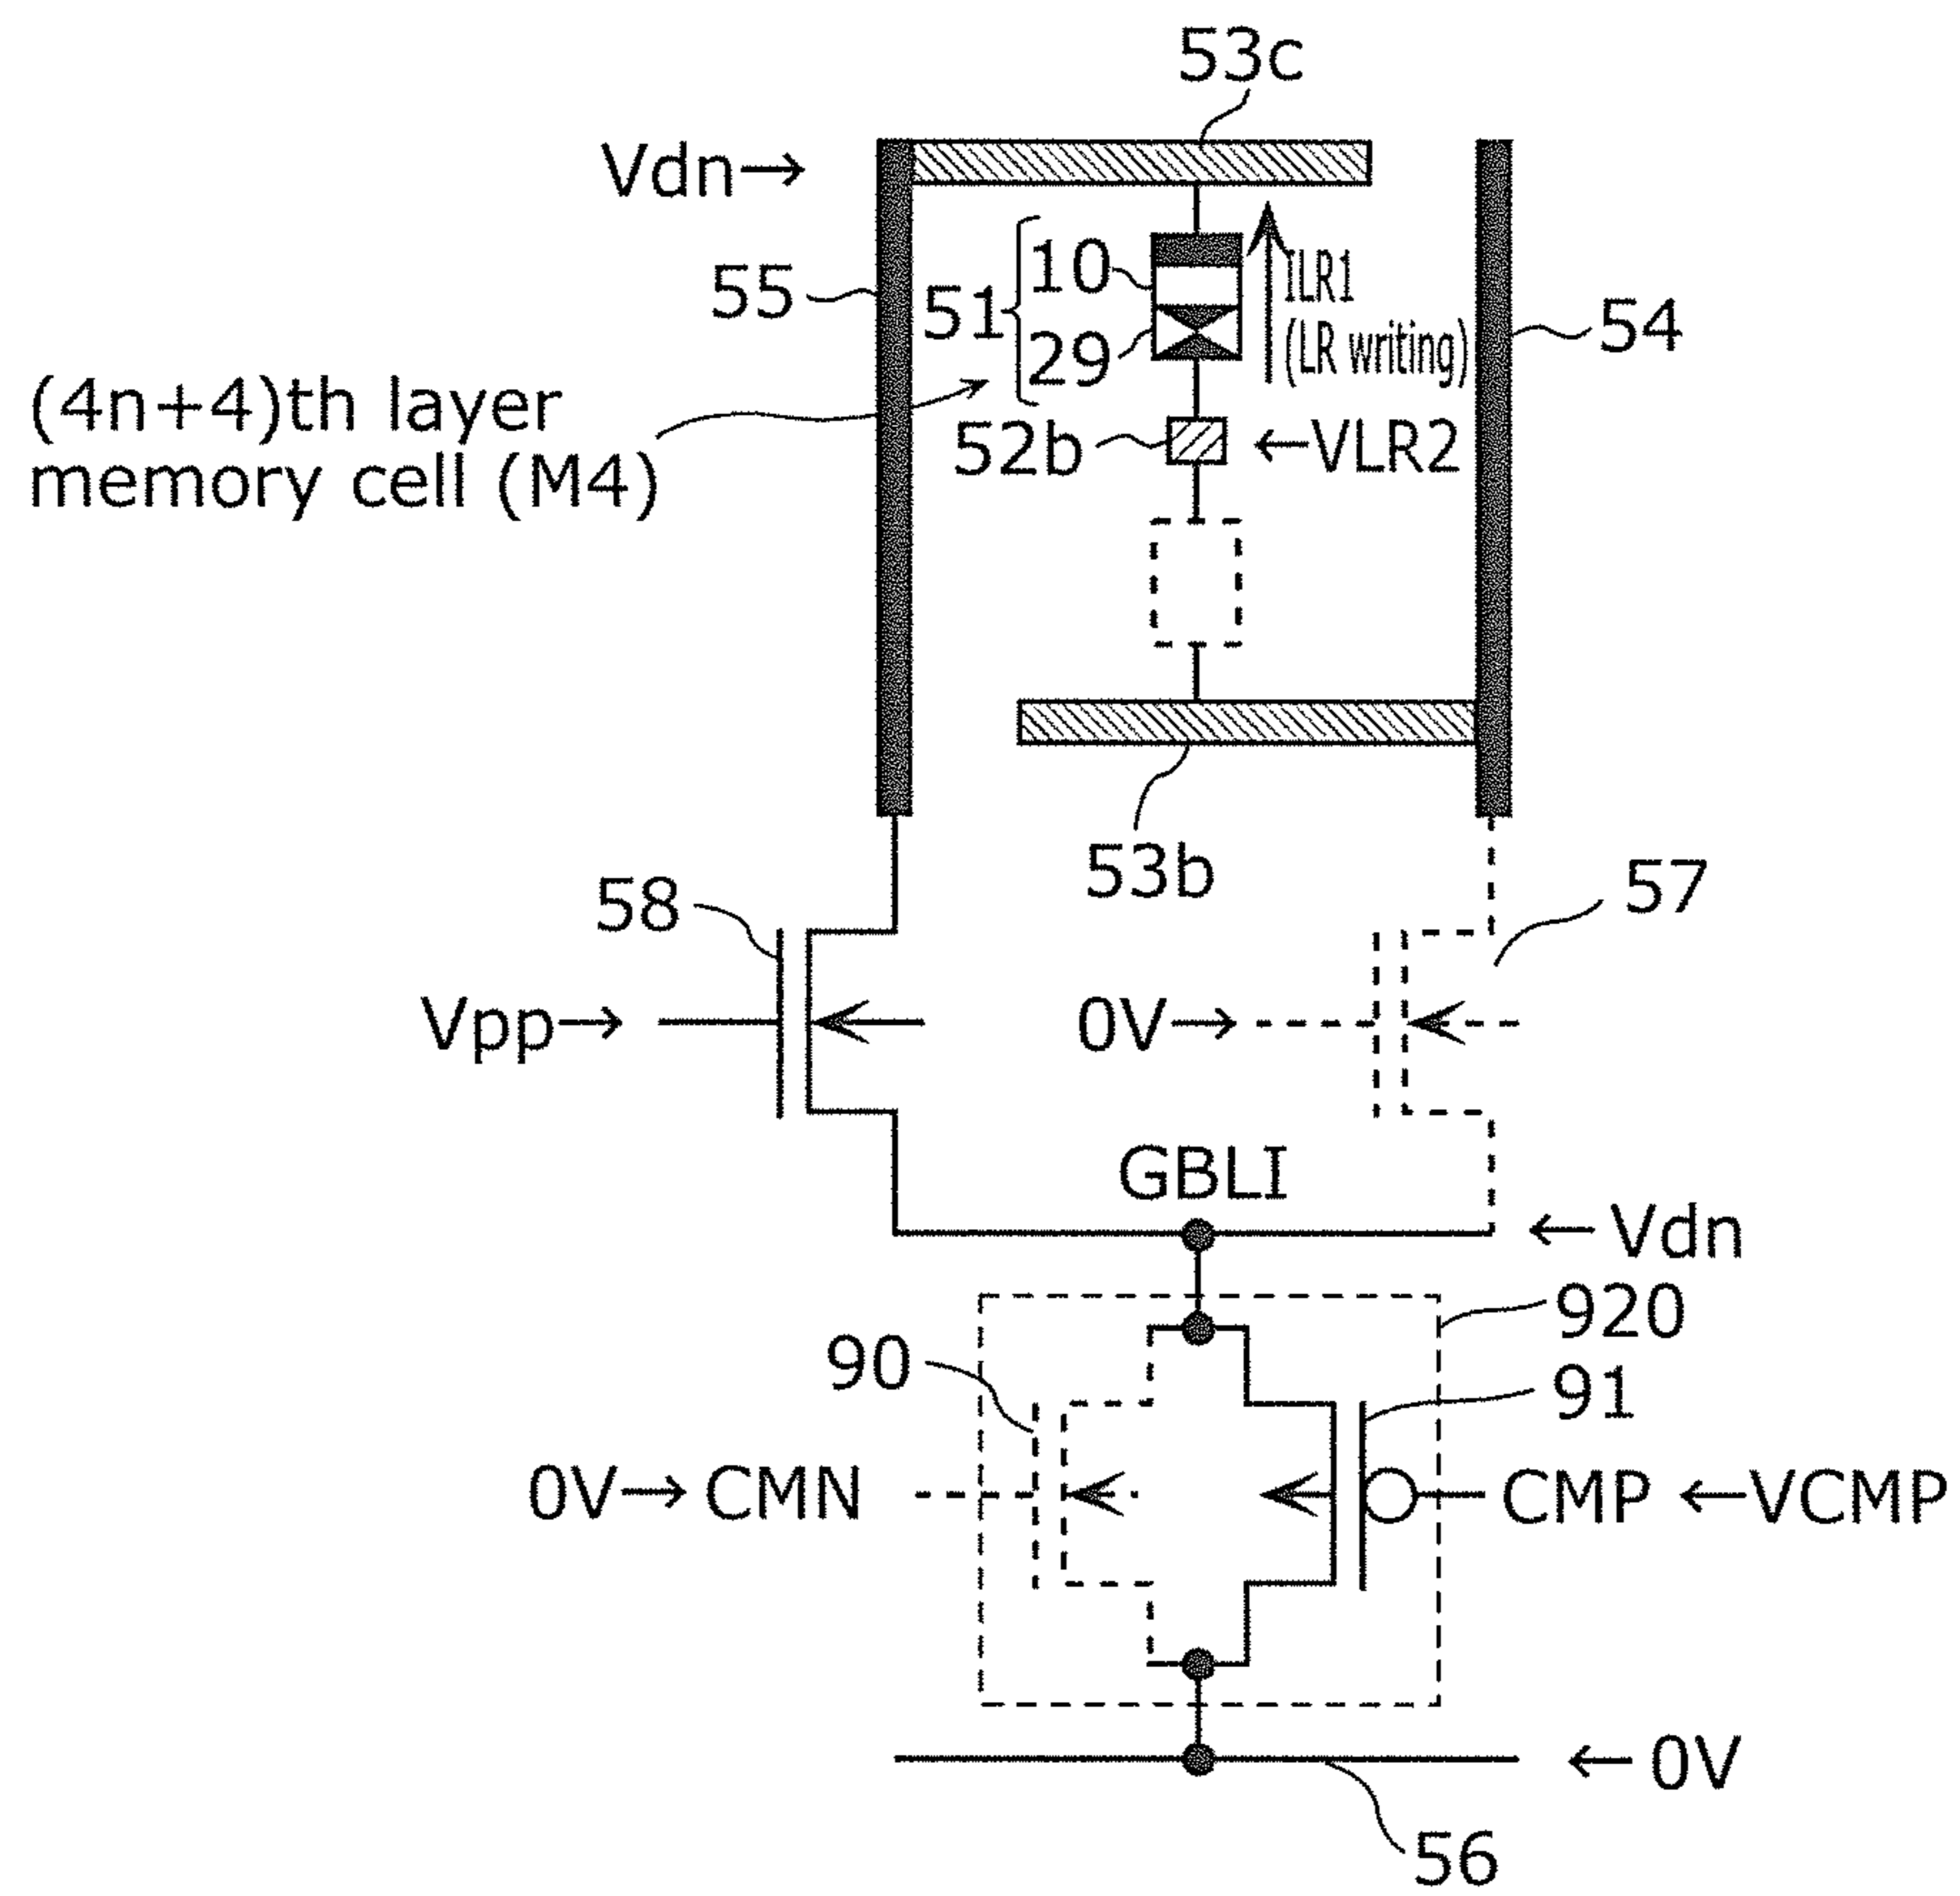 53c
Vdn→
10
ILR1
55
51
29
(LR writing)
54
(4n+4)th layer
memory cell (M4)
52b
←VLR2
53b
58
57
Vpp→
0V→
GBLI
←Vdn
920
90
91
0V→ CMN
CMP ←VCMP
←0V
56